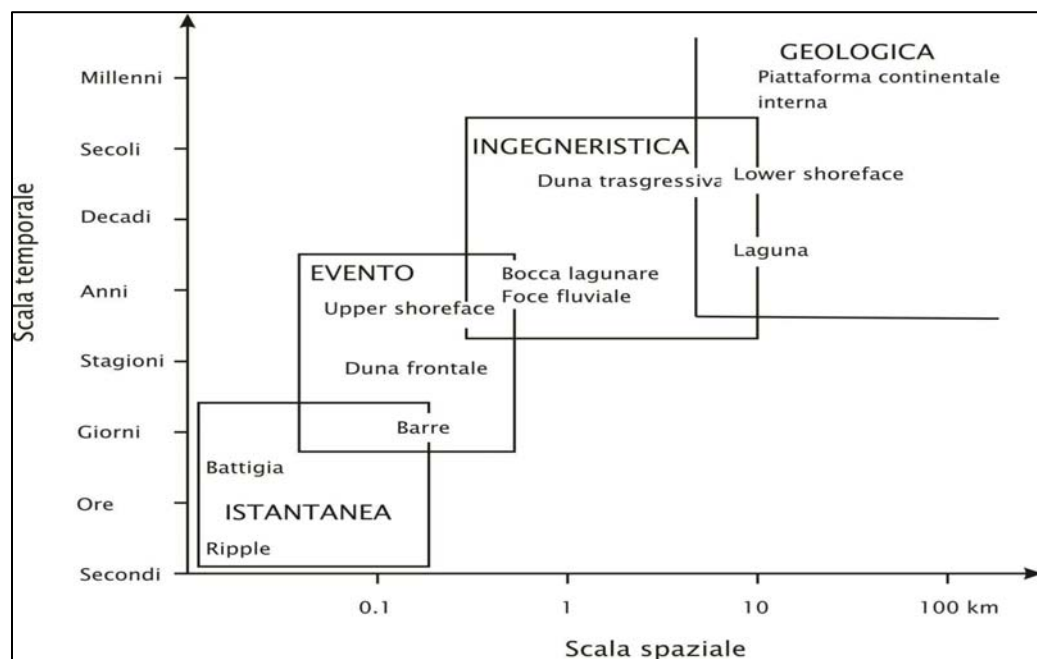 GEOLOGICA
Piattaforma continentale
interna
Millenni
Secoli
INGEGNERISTICA
Duna trasgressiva
Lower shoreface
Decadi
Laguna
EVENTO
Bocca lagunare
Anni
Foce fluviale
Upper shoreface
Stagioni
Duna frontale
Giorni
Barre
Battigia
Ore
ISTANTANEA
Ripple
Secondi
Scala temporale
0.1
1
10
100 km
Scala spaziale